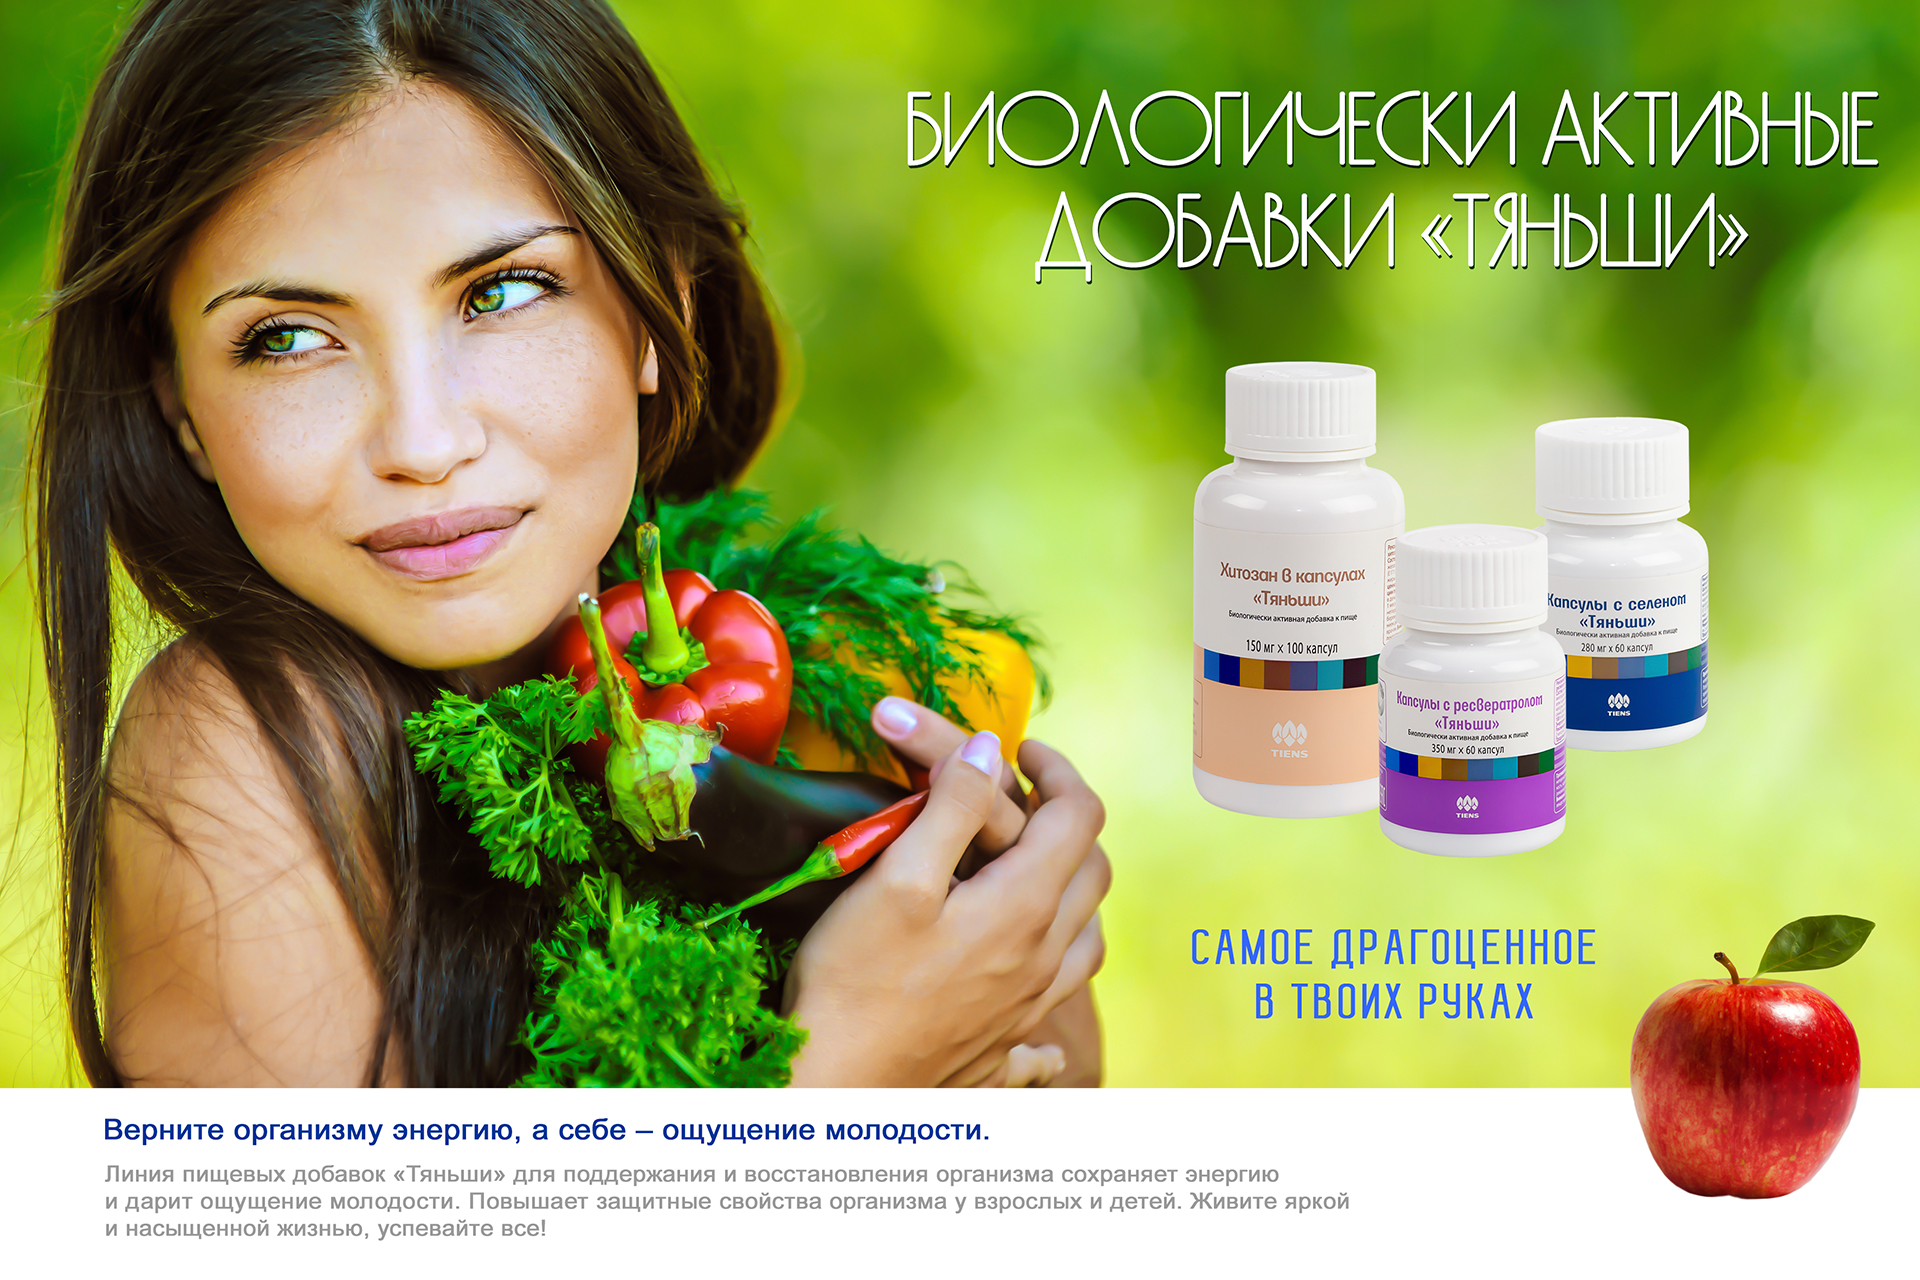 БИОЛОГИЧЕСКИ АКТИВНЫЕ
ДОБАВКИ «ТЯНЬШИ»
Хитозан в капсулах
«Тяньши»
Биологически активная добавка к пище
150 мг х 100 капсул
TIENS
Капсулы с селеном
«Тяньши»
Биологически активная добавка к пище
280 мг х 60 капсул
TIENS
Капсулы с ресвератролом
«Тяньши»
Биологически активная добавка к пище
350 мг х 60 капсул
TIENS
САМОЕ ДРАГОЦЕННОЕ
В ТВОИХ РУКАХ
Верните организму энергию, а себе – ощущение молодости.
Линия пищевых добавок «Тяньши» для поддержания и восстановления организма сохраняет энергию
и дарит ощущение молодости. Повышает защитные свойства организма у взрослых и детей. Живите яркой
и насыщенной жизнью, успевайте все!